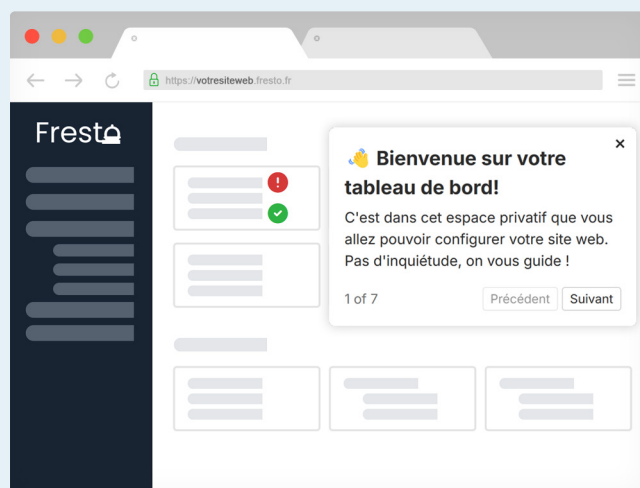 https://votresiteweb.fresto.fr
Fresto
👋 Bienvenue sur votre
tableau de bord!
C'est dans cet espace privatif que vous
allez pouvoir configurer votre site web.
Pas d'inquiétude, on vous guide !
1 of 7
Précédent
Suivant